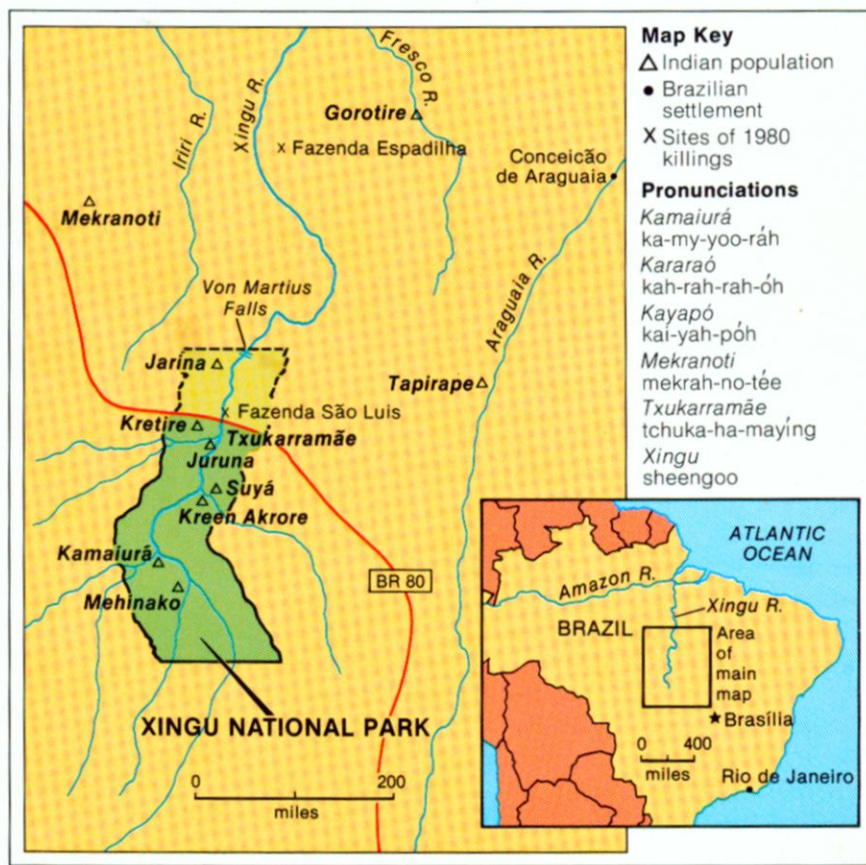 Map Key
△ Indian population
• Brazilian
settlement
X Sites of 1980
killings
Pronunciations
Kamaiurá
ka-my-yoo-ráh
Kararaó
kah-rah-rah-óh
Kayapó
kai-yah-póh
Mekranoti
mekrah-no-tée
Txukarramãe
tchuka-ha-mayíng
Xingu
sheengoo
Iriri R.
Xingu R.
Fresco R.
Gorotire
x Fazenda Espadilha
Conceicão
de Araguaia
Mekranoti
Von Martius
Falls
Araguaia R.
Jarina
Tapirape
x Fazenda São Luis
Kretire
Txukarramãe
Juruna
Suyá
Kreen Akrore
Kamaiurá
Mehinako
BR 80
XINGU NATIONAL PARK
0 200
miles
ATLANTIC
OCEAN
Amazon R.
Xingu R.
BRAZIL
Area
of
main
map
Brasília
0 400
miles
Rio de Janeiro